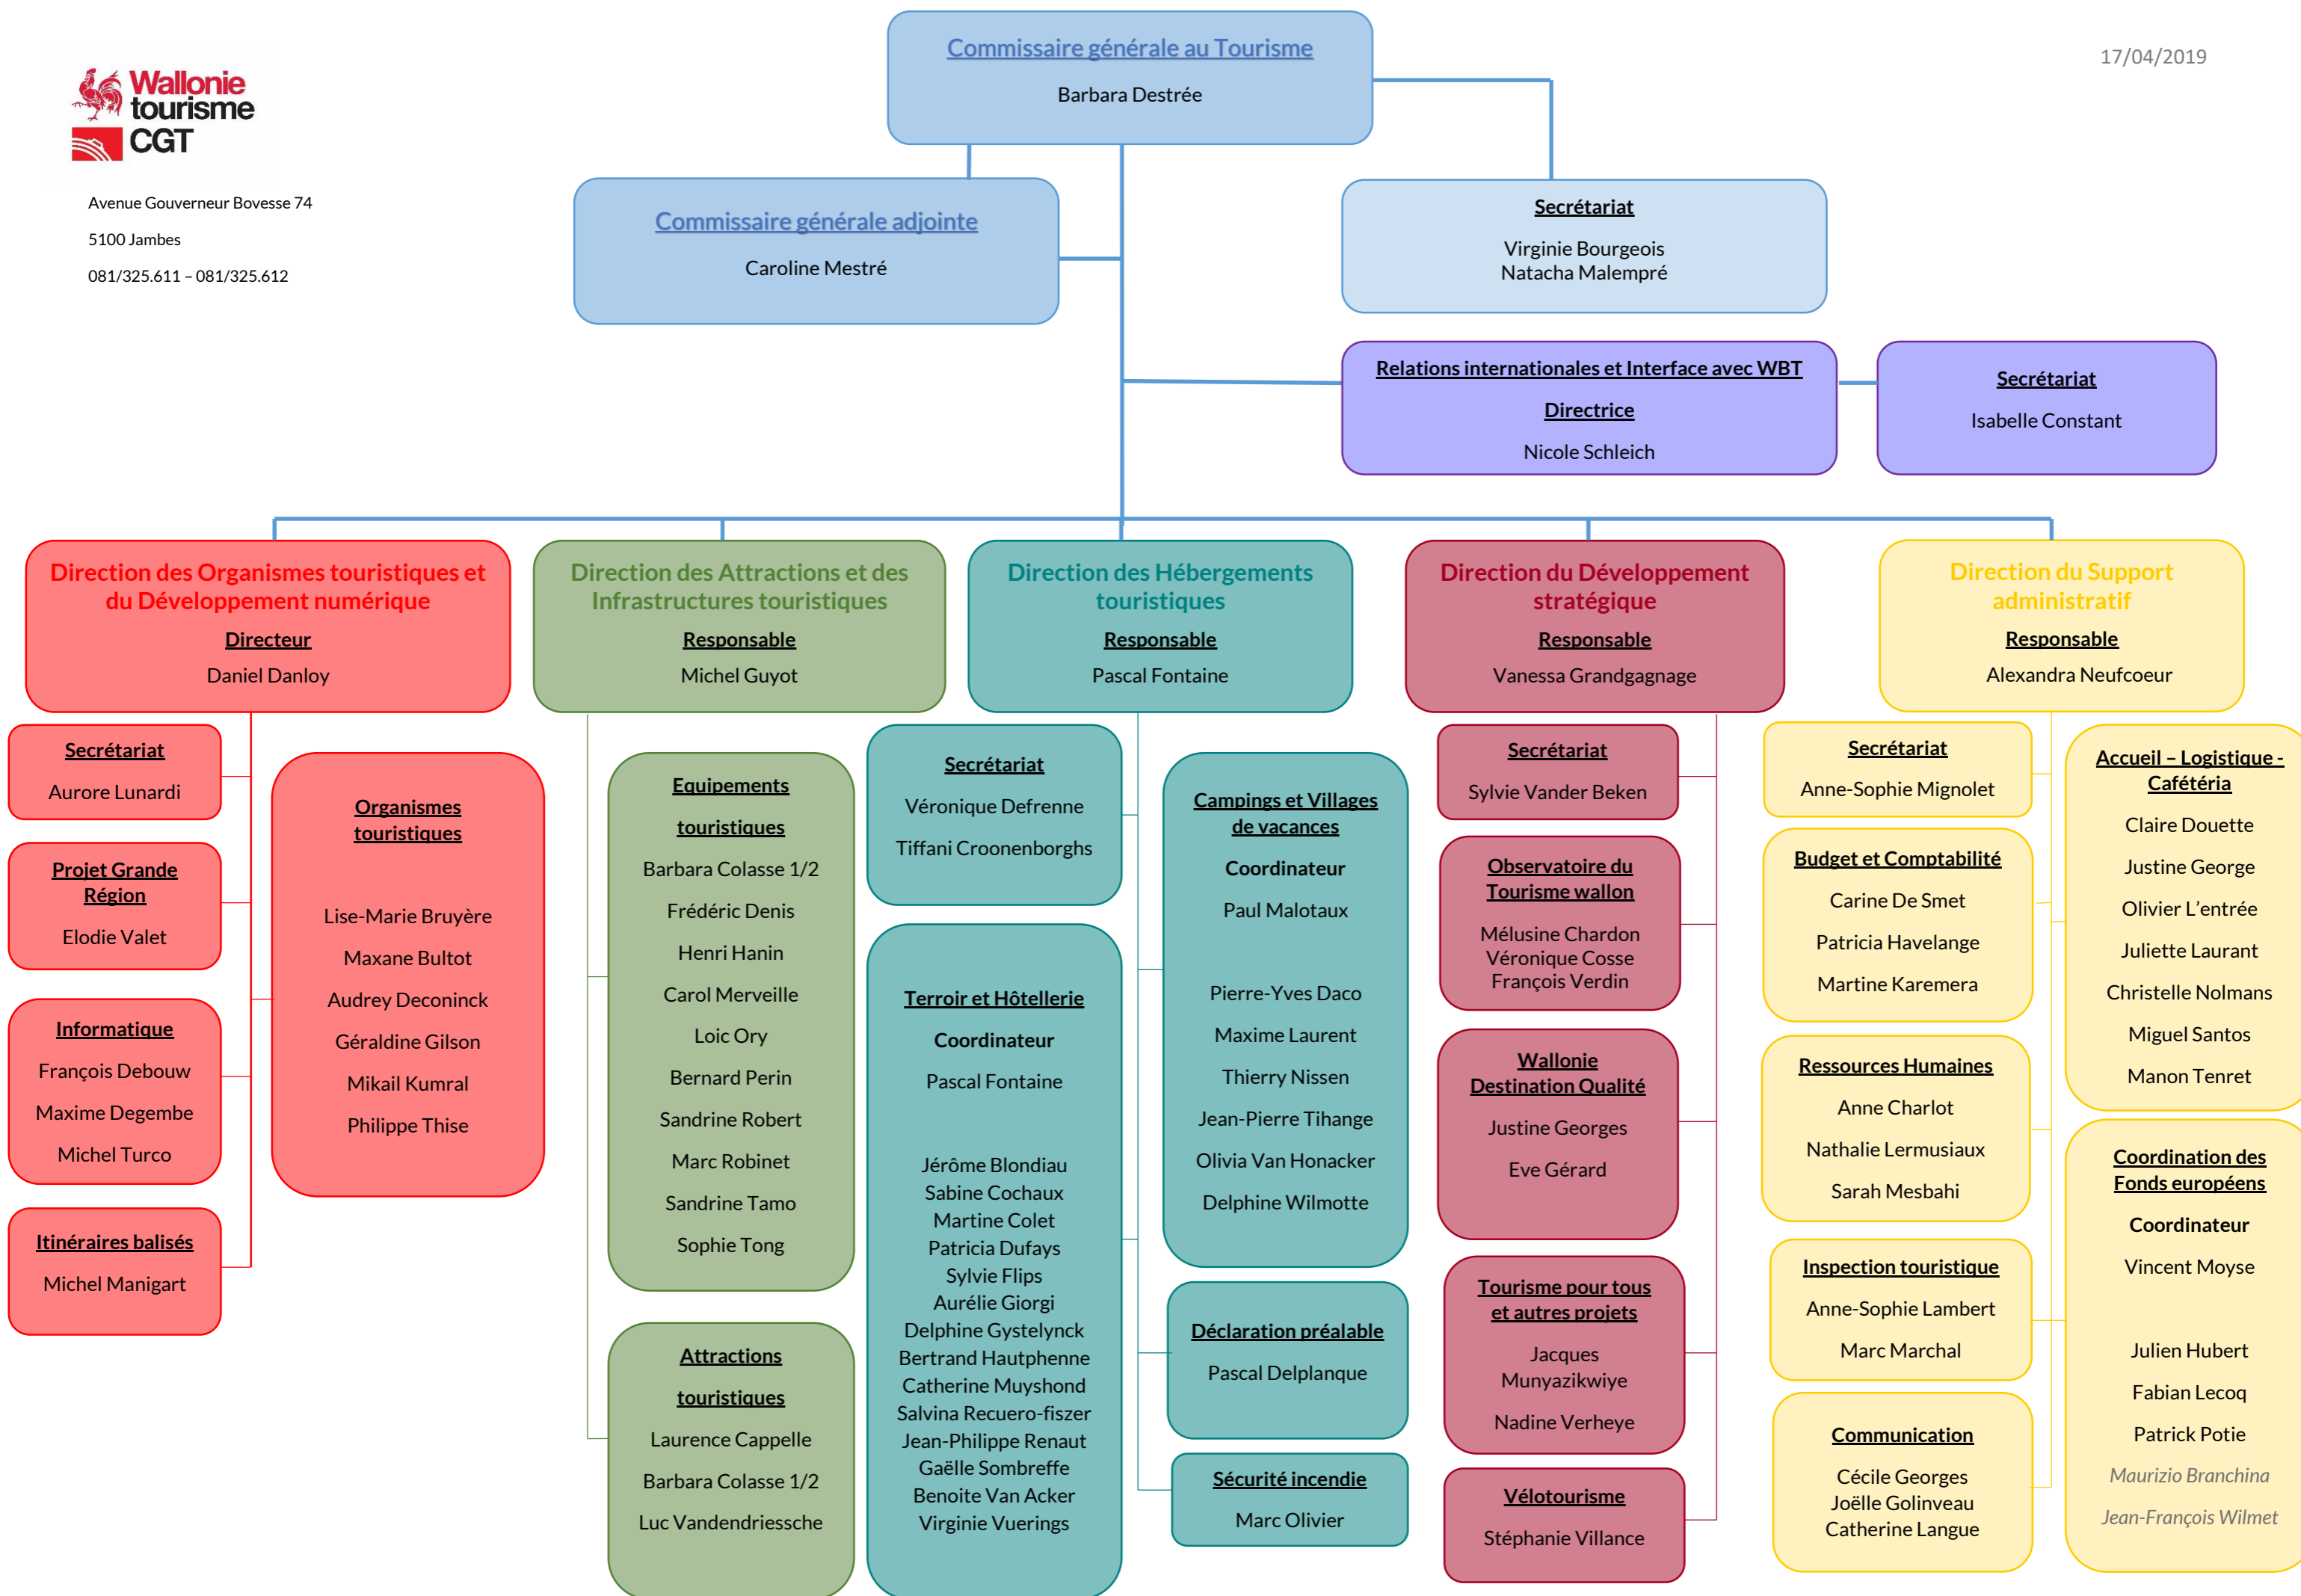 Commissaire générale au Tourisme
Barbara Destrée
17/04/2019
Wallonie
tourisme
CGT
Avenue Gouverneur Bovesse 74
5100 Jambes
081/325.611 – 081/325.612
Commissaire générale adjointe
Caroline Mestré
Secrétariat
Virginie Bourgeois
Natacha Malempré
Relations internationales et Interface avec WBT
Directrice
Nicole Schleich
Secrétariat
Isabelle Constant
Direction des Organismes touristiques et
du Développement numérique
Directeur
Daniel Danloy
Secrétariat
Aurore Lunardi
Projet Grande
Région
Elodie Valet
Informatique
François Debouw
Maxime Degembe
Michel Turco
Itinéraires balisés
Michel Manigart
Organismes
touristiques
Lise-Marie Bruyère
Maxane Bultot
Audrey Deconinck
Géraldine Gilson
Mikail Kumral
Philippe Thise
Direction des Attractions et des
Infrastructures touristiques
Responsable
Michel Guyot
Equipements
touristiques
Barbara Colasse 1/2
Frédéric Denis
Henri Hanin
Carol Merveille
Loic Ory
Bernard Perin
Sandrine Robert
Marc Robinet
Sandrine Tamo
Sophie Tong
Attractions
touristiques
Laurence Cappelle
Barbara Colasse 1/2
Luc Vandendriessche
Direction des Hébergements
touristiques
Responsable
Pascal Fontaine
Secrétariat
Véronique Defrenne
Tiffani Croonenborghs
Terroir et Hôtellerie
Coordinateur
Pascal Fontaine
Jérôme Blondiau
Sabine Cochaux
Martine Colet
Patricia Dufays
Sylvie Flips
Aurélie Giorgi
Delphine Gystelynck
Bertrand Hautphenne
Catherine Muyshond
Salvina Recuero-fiszer
Jean-Philippe Renaut
Gaëlle Sombreffe
Benoite Van Acker
Virginie Vuerings
Campings et Villages
de vacances
Coordinateur
Paul Malotaux
Pierre-Yves Daco
Maxime Laurent
Thierry Nissen
Jean-Pierre Tihange
Olivia Van Honacker
Delphine Wilmotte
Déclaration préalable
Pascal Delplanque
Sécurité incendie
Marc Olivier
Direction du Développement
stratégique
Responsable
Vanessa Grandgagnage
Secrétariat
Sylvie Vander Beken
Observatoire du
Tourisme wallon
Mélusine Chardon
Véronique Cosse
François Verdin
Wallonie
Destination Qualité
Justine Georges
Eve Gérard
Tourisme pour tous
et autres projets
Jacques
Munyazikwiye
Nadine Verheye
Vélotourisme
Stéphanie Villance
Direction du Support
administratif
Responsable
Alexandra Neufcoeur
Secrétariat
Anne-Sophie Mignolet
Budget et Comptabilité
Carine De Smet
Patricia Havelange
Martine Karemera
Ressources Humaines
Anne Charlot
Nathalie Lermusiaux
Sarah Mesbahi
Inspection touristique
Anne-Sophie Lambert
Marc Marchal
Communication
Cécile Georges
Joëlle Golinveau
Catherine Langue
Accueil – Logistique -
Cafétéria
Claire Douette
Justine George
Olivier L’entrée
Juliette Laurant
Christelle Nolmans
Miguel Santos
Manon Tenret
Coordination des
Fonds européens
Coordinateur
Vincent Moyse
Julien Hubert
Fabian Lecoq
Patrick Potie
Maurizio Branchina
Jean-François Wilmet